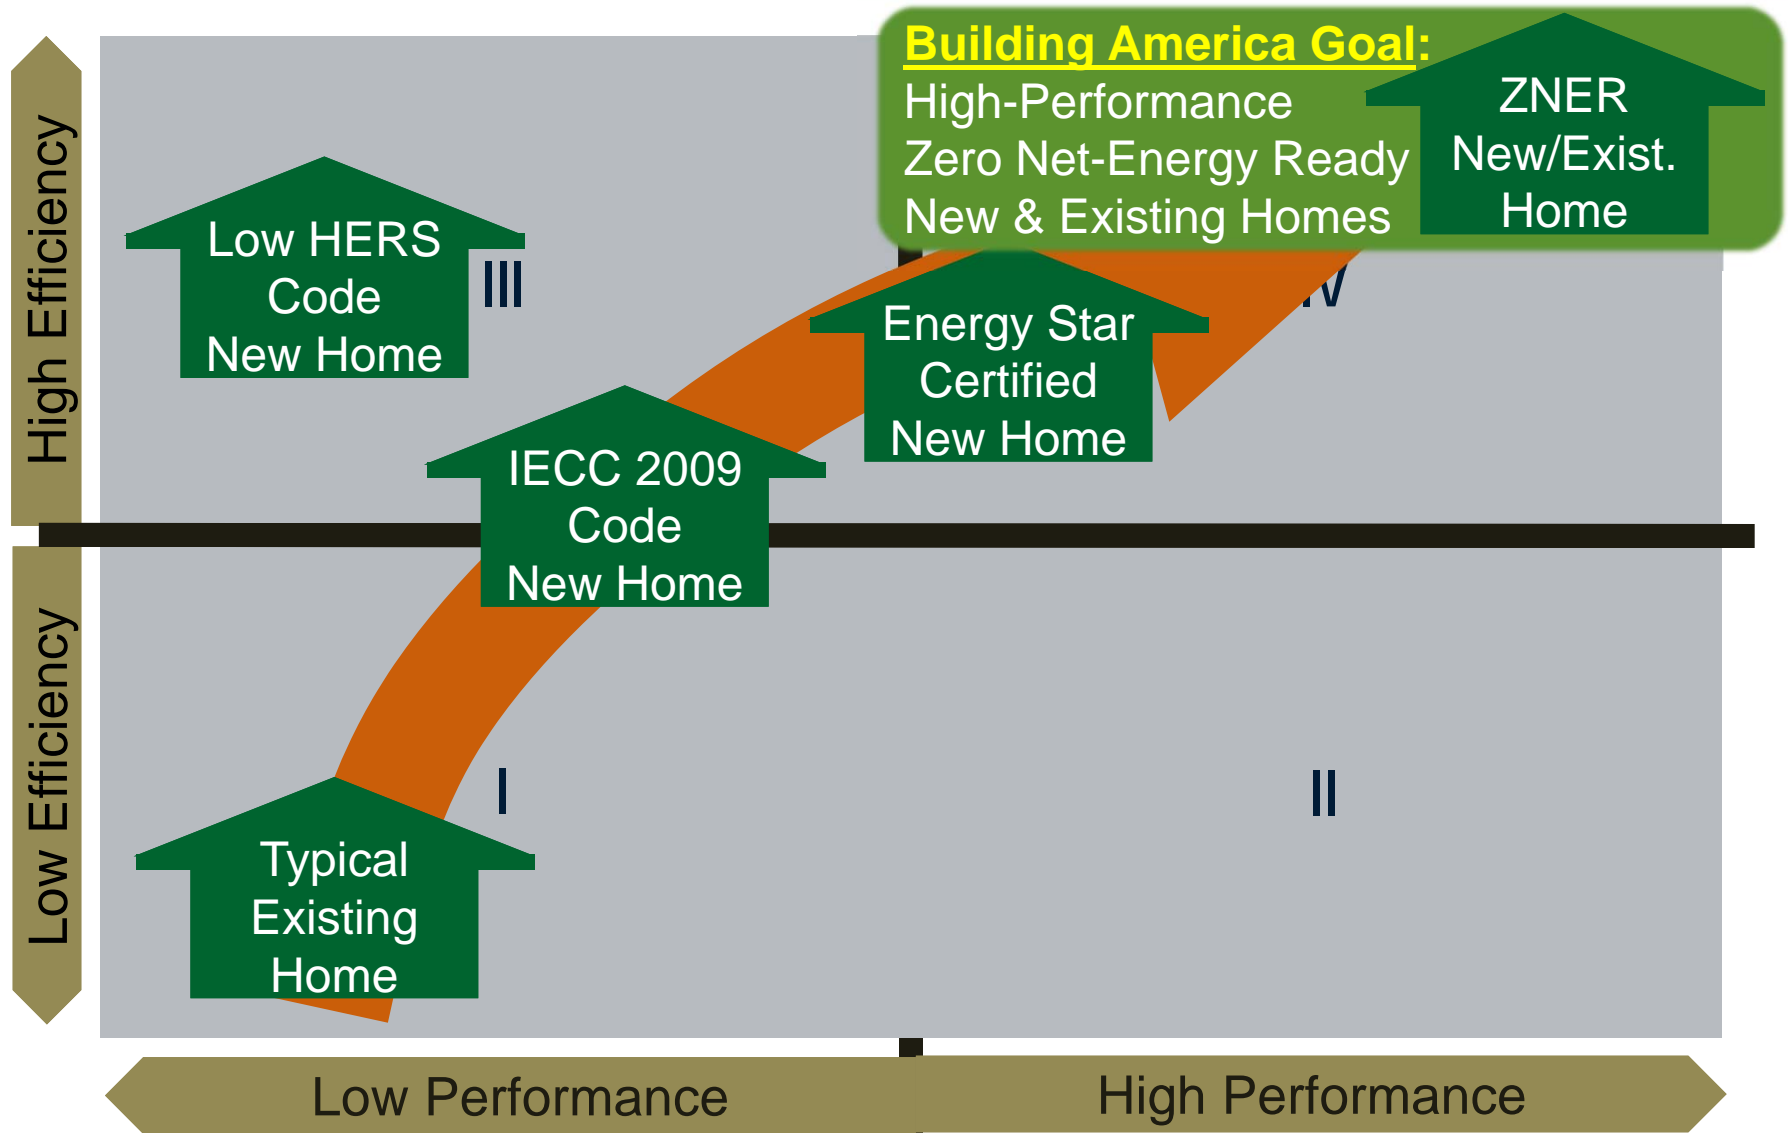 Building America Goal:
High-Performance
Zero Net-Energy Ready
New & Existing Homes
ZNER
New/Exist.
Home
High Efficiency
Low HERS
Code
New Home
III
IV
Energy Star
Certified
New Home
IECC 2009
Code
New Home
Low Efficiency
I
II
Typical
Existing
Home
Low Performance
High Performance